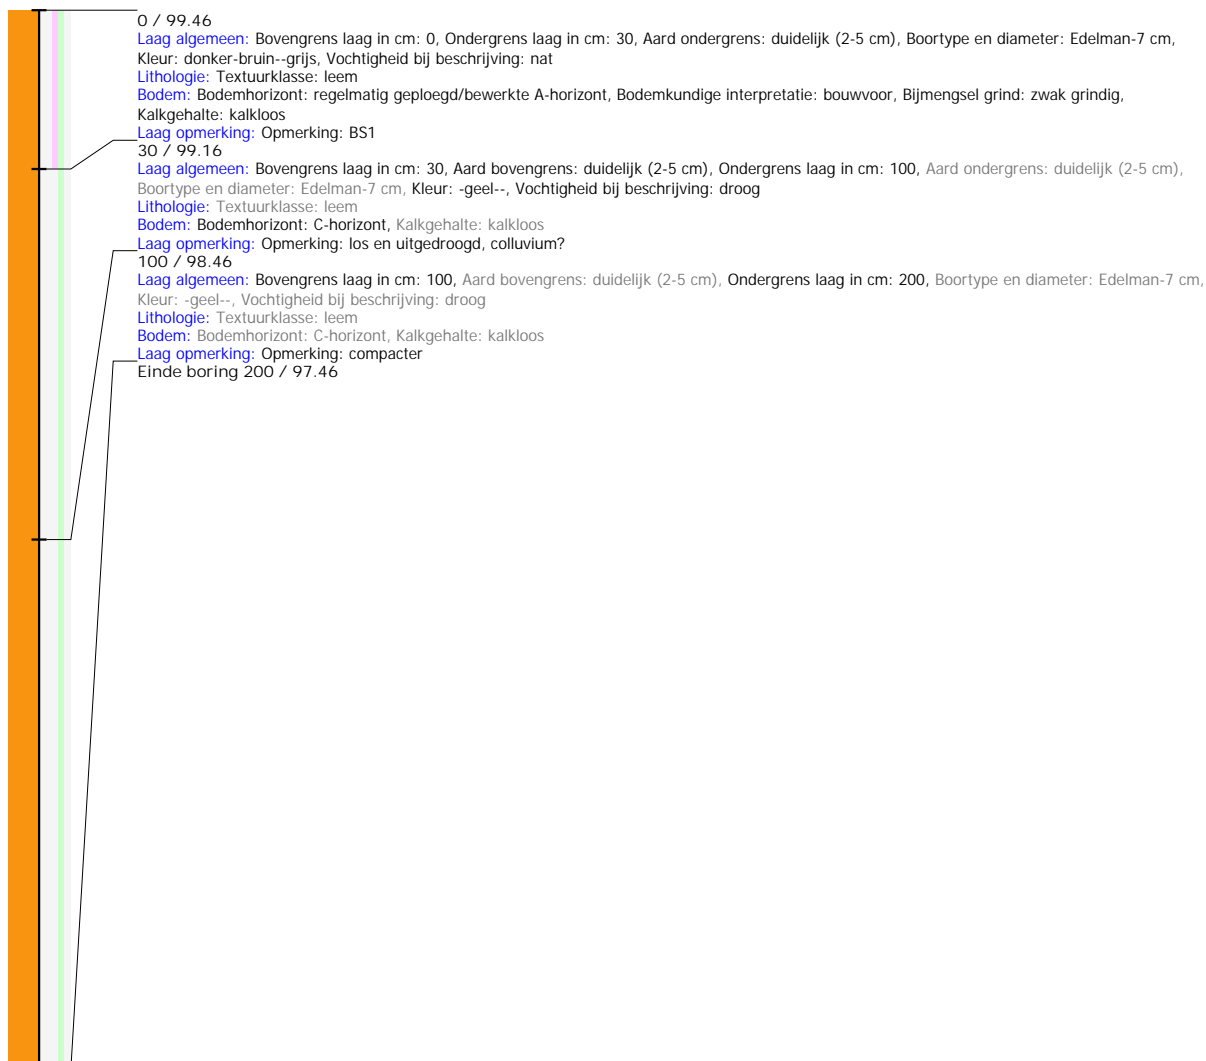 0 / 99.46
Laag algemeen: Bovengrens laag in cm: 0, Ondergrens laag in cm: 30, Aard ondergrens: duidelijk (2-5 cm), Boortype en diameter: Edelman-7 cm,
Kleur: donker-bruin--grijs, Vochtigheid bij beschrijving: nat
Lithologie: Textuurklasse: leem
Bodem: Bodemhorizont: regelmatig geploegd/bewerkte A-horizont, Bodemkundige interpretatie: bouwvoor, Bijmengsel grind: zwak grindig,
Kalkgehalte: kalkloos
Laag opmerking: Opmerking: BS1
30 / 99.16
Laag algemeen: Bovengrens laag in cm: 30, Aard bovengrens: duidelijk (2-5 cm), Ondergrens laag in cm: 100, Aard ondergrens: duidelijk (2-5 cm),
Boortype en diameter: Edelman-7 cm, Kleur: -geel--, Vochtigheid bij beschrijving: droog
Lithologie: Textuurklasse: leem
Bodem: Bodemhorizont: C-horizont, Kalkgehalte: kalkloos
Laag opmerking: Opmerking: los en uitgedroogd, colluvium?
100 / 98.46
Laag algemeen: Bovengrens laag in cm: 100, Aard bovengrens: duidelijk (2-5 cm), Ondergrens laag in cm: 200, Boortype en diameter: Edelman-7 cm,
Kleur: -geel--, Vochtigheid bij beschrijving: droog
Lithologie: Textuurklasse: leem
Bodem: Bodemhorizont: C-horizont, Kalkgehalte: kalkloos
Laag opmerking: Opmerking: compacter
Einde boring 200 / 97.46